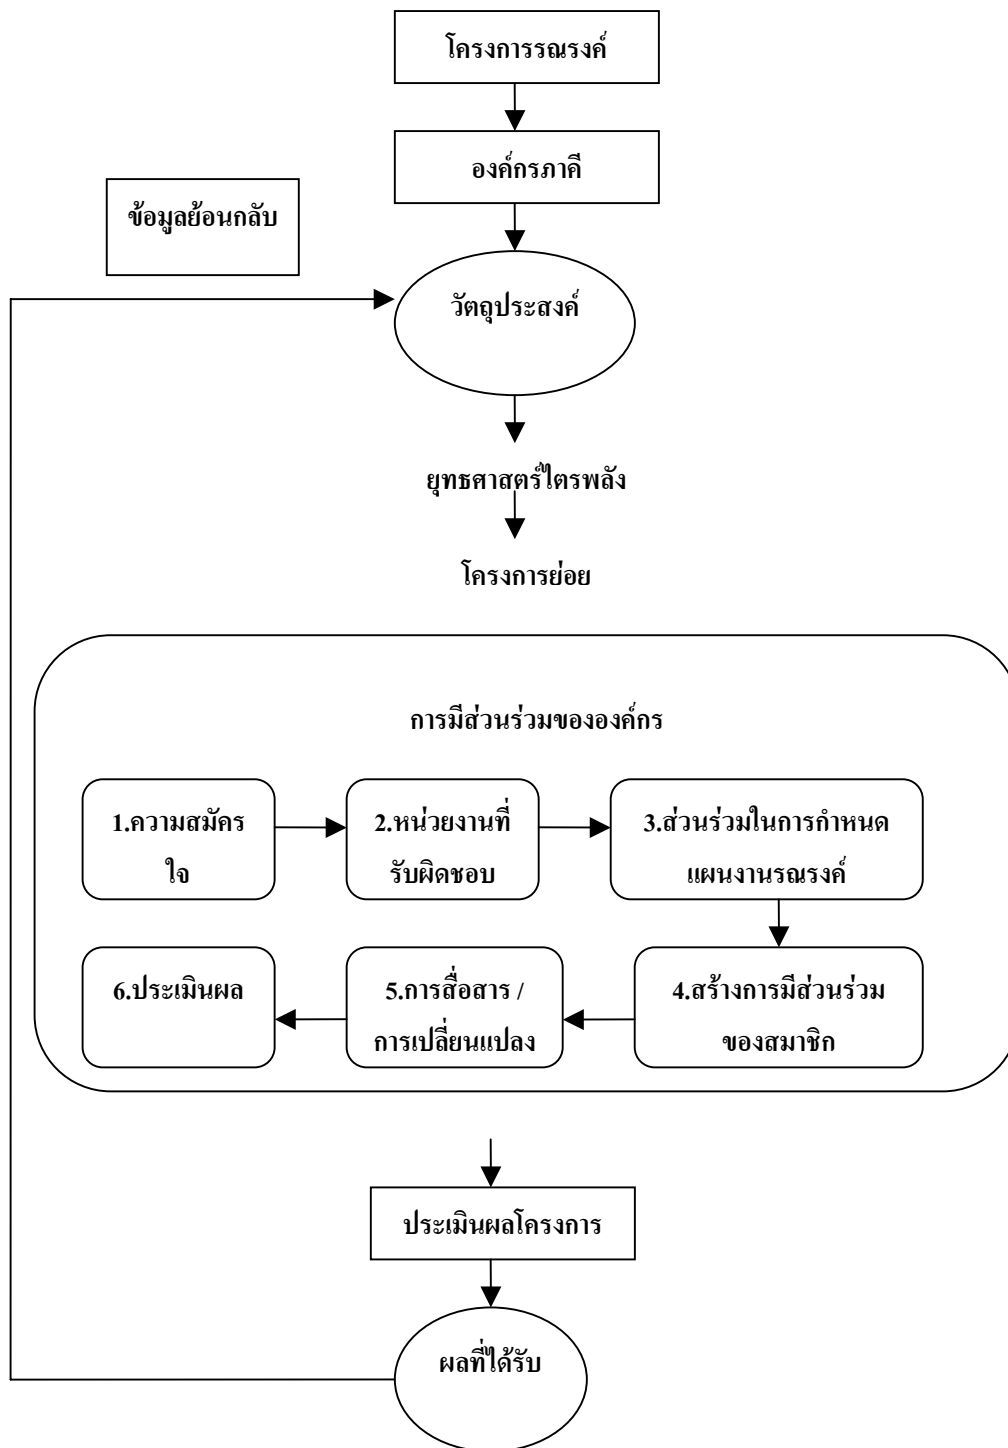 โครงการรณรงค์
องค์กรภาคี
ข้อมูลย้อนกลับ
วัตถุประสงค์
ยุทธศาสตร์ไตรพลัง
โครงการย่อย
การมีส่วนร่วมขององค์กร
1.ความสมัคร
ใจ
2.หน่วยงานที่
รับผิดชอบ
3.ส่วนร่วมในการกำหนด
แผนงานรณรงค์
4.สร้างการมีส่วนร่วม
ของสมาชิก
5.การสื่อสาร /
การเปลี่ยนแปลง
6.ประเมินผล
ประเมินผลโครงการ
ผลที่ได้รับ